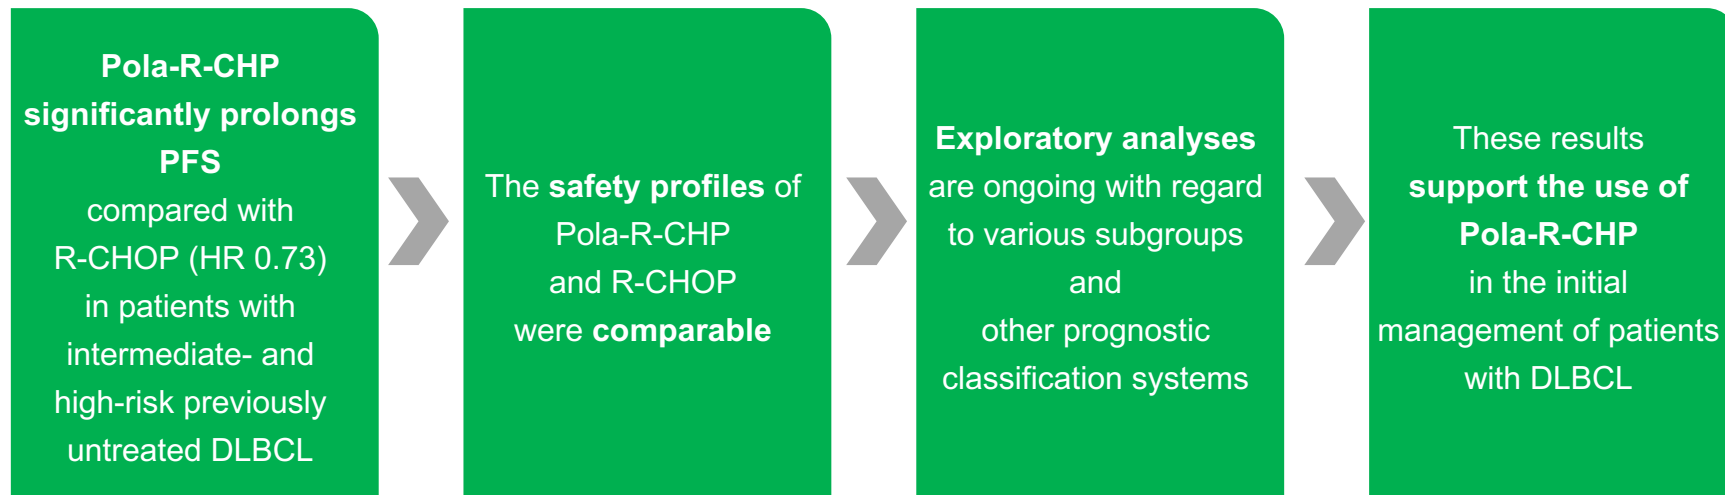 Pola-R-CHP
significantly prolongs
PFS
compared with
R-CHOP (HR 0.73)
in patients with
intermediate- and
high-risk previously
untreated DLBCL
The safety profiles of
Pola-R-CHP
and R-CHOP
were comparable
Exploratory analyses
are ongoing with regard
to various subgroups
and
other prognostic
classification systems
These results
support the use of
Pola-R-CHP
in the initial
management of patients
with DLBCL